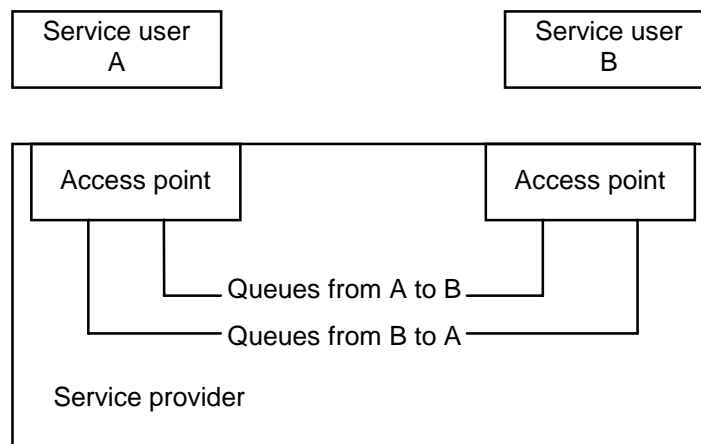 Service user
A
Service user
B
Access point
Access point
Queues from A to B
Queues from B to A
Service provider